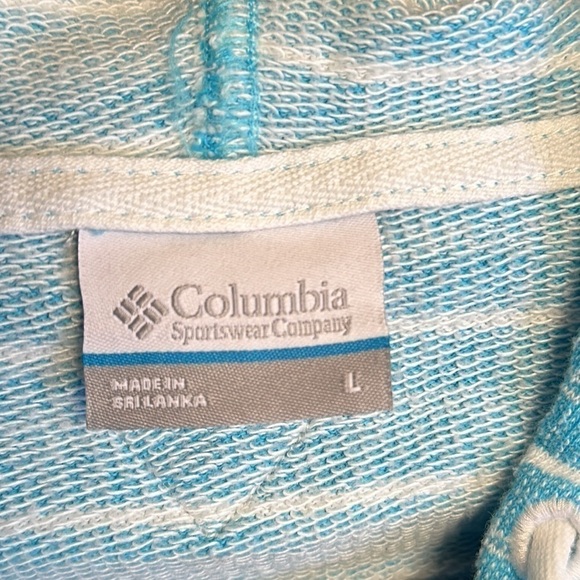 Columbia
Sportswear Company
MADE IN
SRI LANKA
L